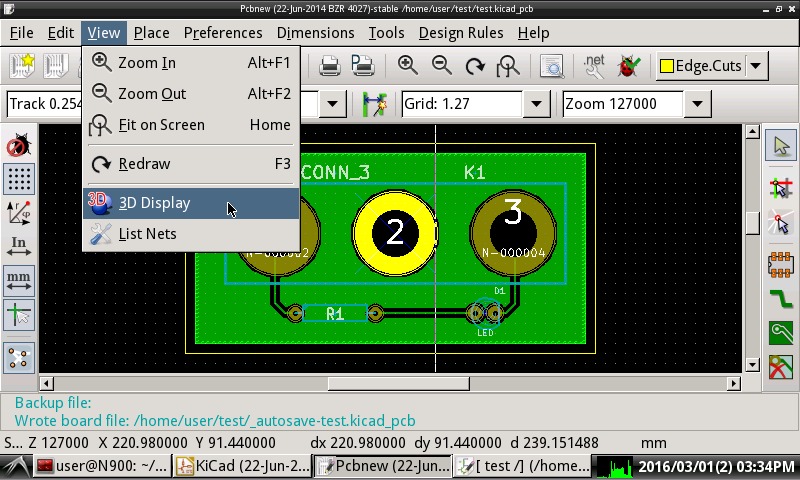 Pcbnew (22-Jun-2014 BZR 4027)-stable /home/user/test/test.kicad_pcb
File Edit View Place Preferences Dimensions Tools Design Rules Help
Zoom In Alt+F1
.net
Edge.Cuts
Zoom Out Alt+F2
Track 0.254
Grid: 1.27
Zoom 127000
Fit on Screen Home
Redraw F3
3D 3D Display
List Nets
In
mm
CONN_3
K1
2
3
N-000002
N-000004
D1
R1
LED
Backup file:
Wrote board file: /home/user/test/_autosave-test.kicad_pcb
S... Z 127000 X 220.980000 Y 91.440000 dx 220.980000 dy 91.440000 d 239.151488 mm
user@N900: ~/... KiCad (22-Jun-2... Pcbnew (22-Jun... [ test /] (/home... 2016/03/01(2) 03:34PM